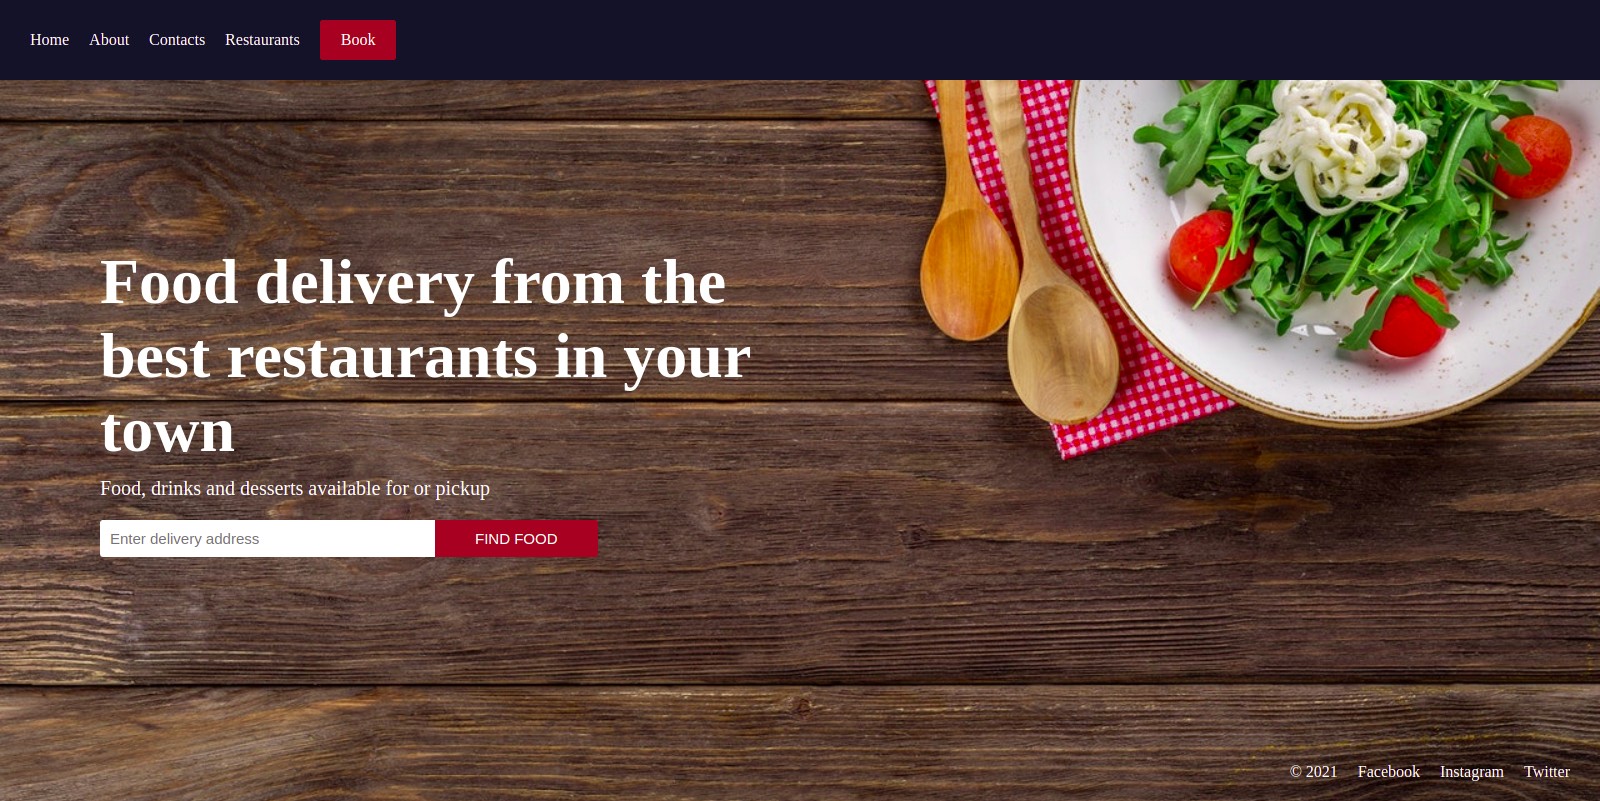 Home About Contacts Restaurants Book
Food delivery from the
best restaurants in your
town
Food, drinks and desserts available for or pickup
Enter delivery address FIND FOOD
© 2021 Facebook Instagram Twitter